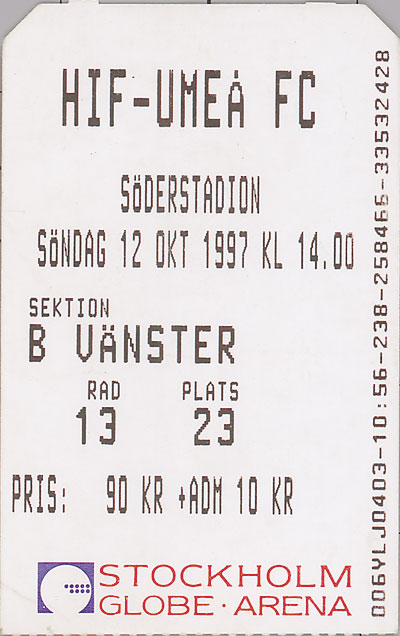 HIF-UMEÅ FC
SÖDERSTADION
SÖNDAG 12 OKT 1997 KL 14.00
SEKTION
B VÄNSTER
RAD PLATS
13 23
PRIS: 90 KR +ADM 10 KR
STOCKHOLM
GLOBE·ARENA
006YLJ0403-10:56-238-258466-33532428